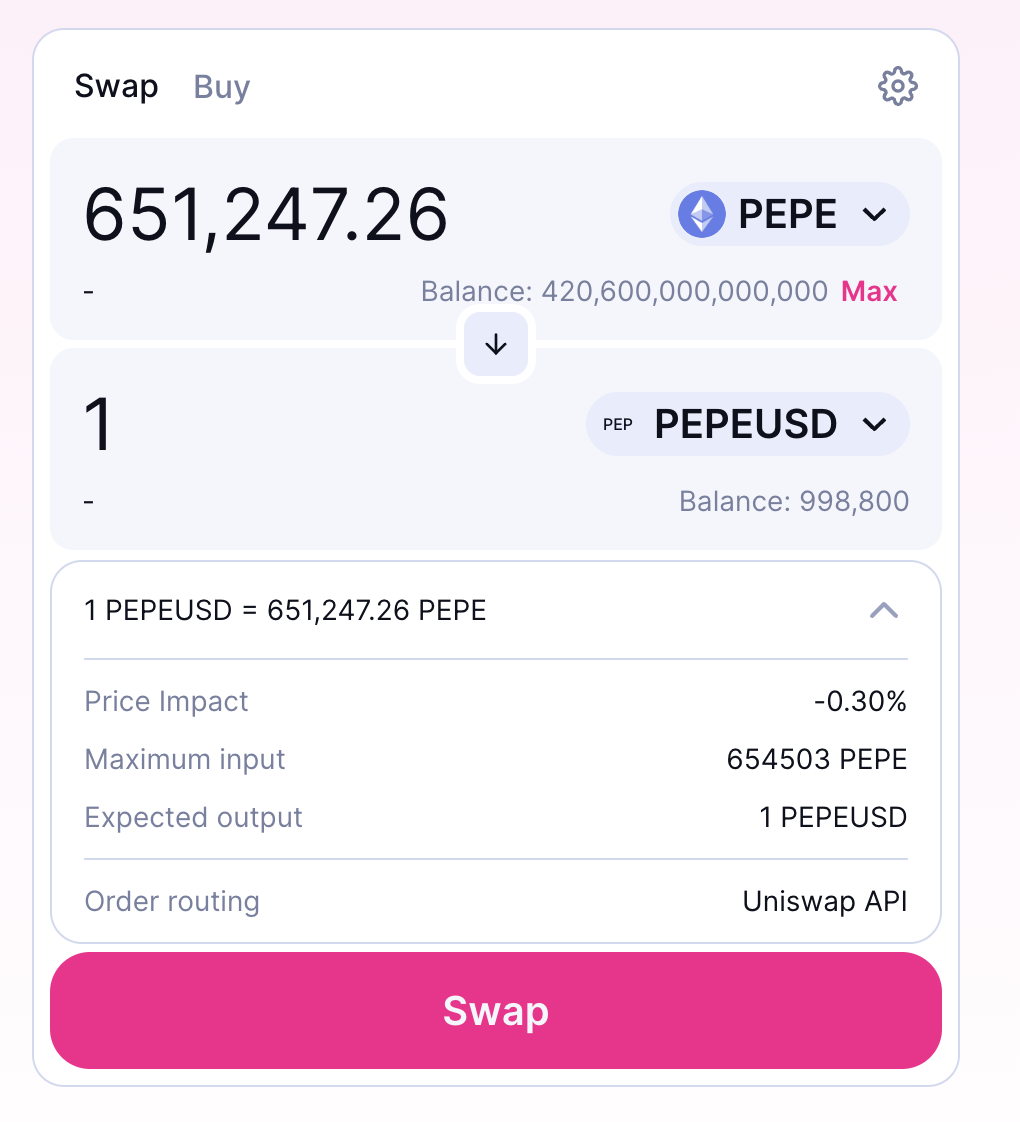 Swap Buy
651,247.26 PEPE
- Balance: 420,600,000,000,000 Max
1 PEP PEPEUSD
- Balance: 998,800
1 PEPEUSD = 651,247.26 PEPE
Price Impact -0.30%
Maximum input 654503 PEPE
Expected output 1 PEPEUSD
Order routing Uniswap API
Swap